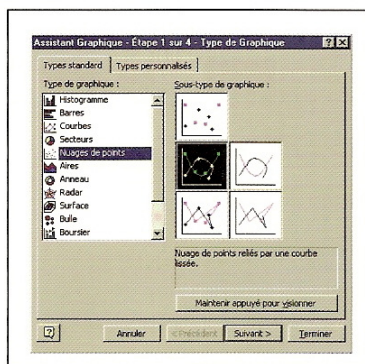 Assistant Graphique - Étape 1 sur 4 - Type de Graphique
Types standard
Types personnalisés
Type de graphique :
Histogramme
Barres
Courbes
Secteurs
Nuages de points
Aires
Anneau
Radar
Surface
Bulle
Boursier
Sous-type de graphique :
Nuage de points reliés par une courbe
lissée.
Maintenir appuyé pour visionner
Annuler
< Précédent
Suivant >
Terminer